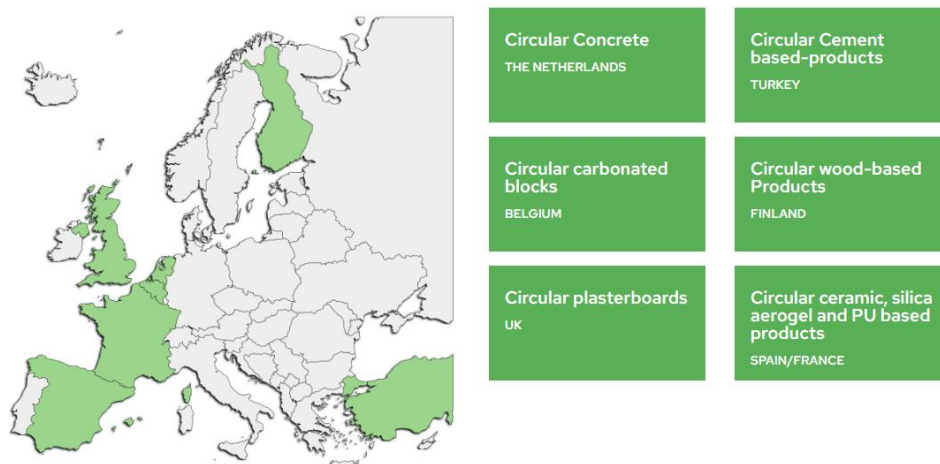 Circular Concrete
THE NETHERLANDS
Circular Cement
based-products
TURKEY
Circular carbonated
blocks
BELGIUM
Circular wood-based
Products
FINLAND
Circular plasterboards
UK
Circular ceramic, silica
aerogel and PU based
products
SPAIN/FRANCE